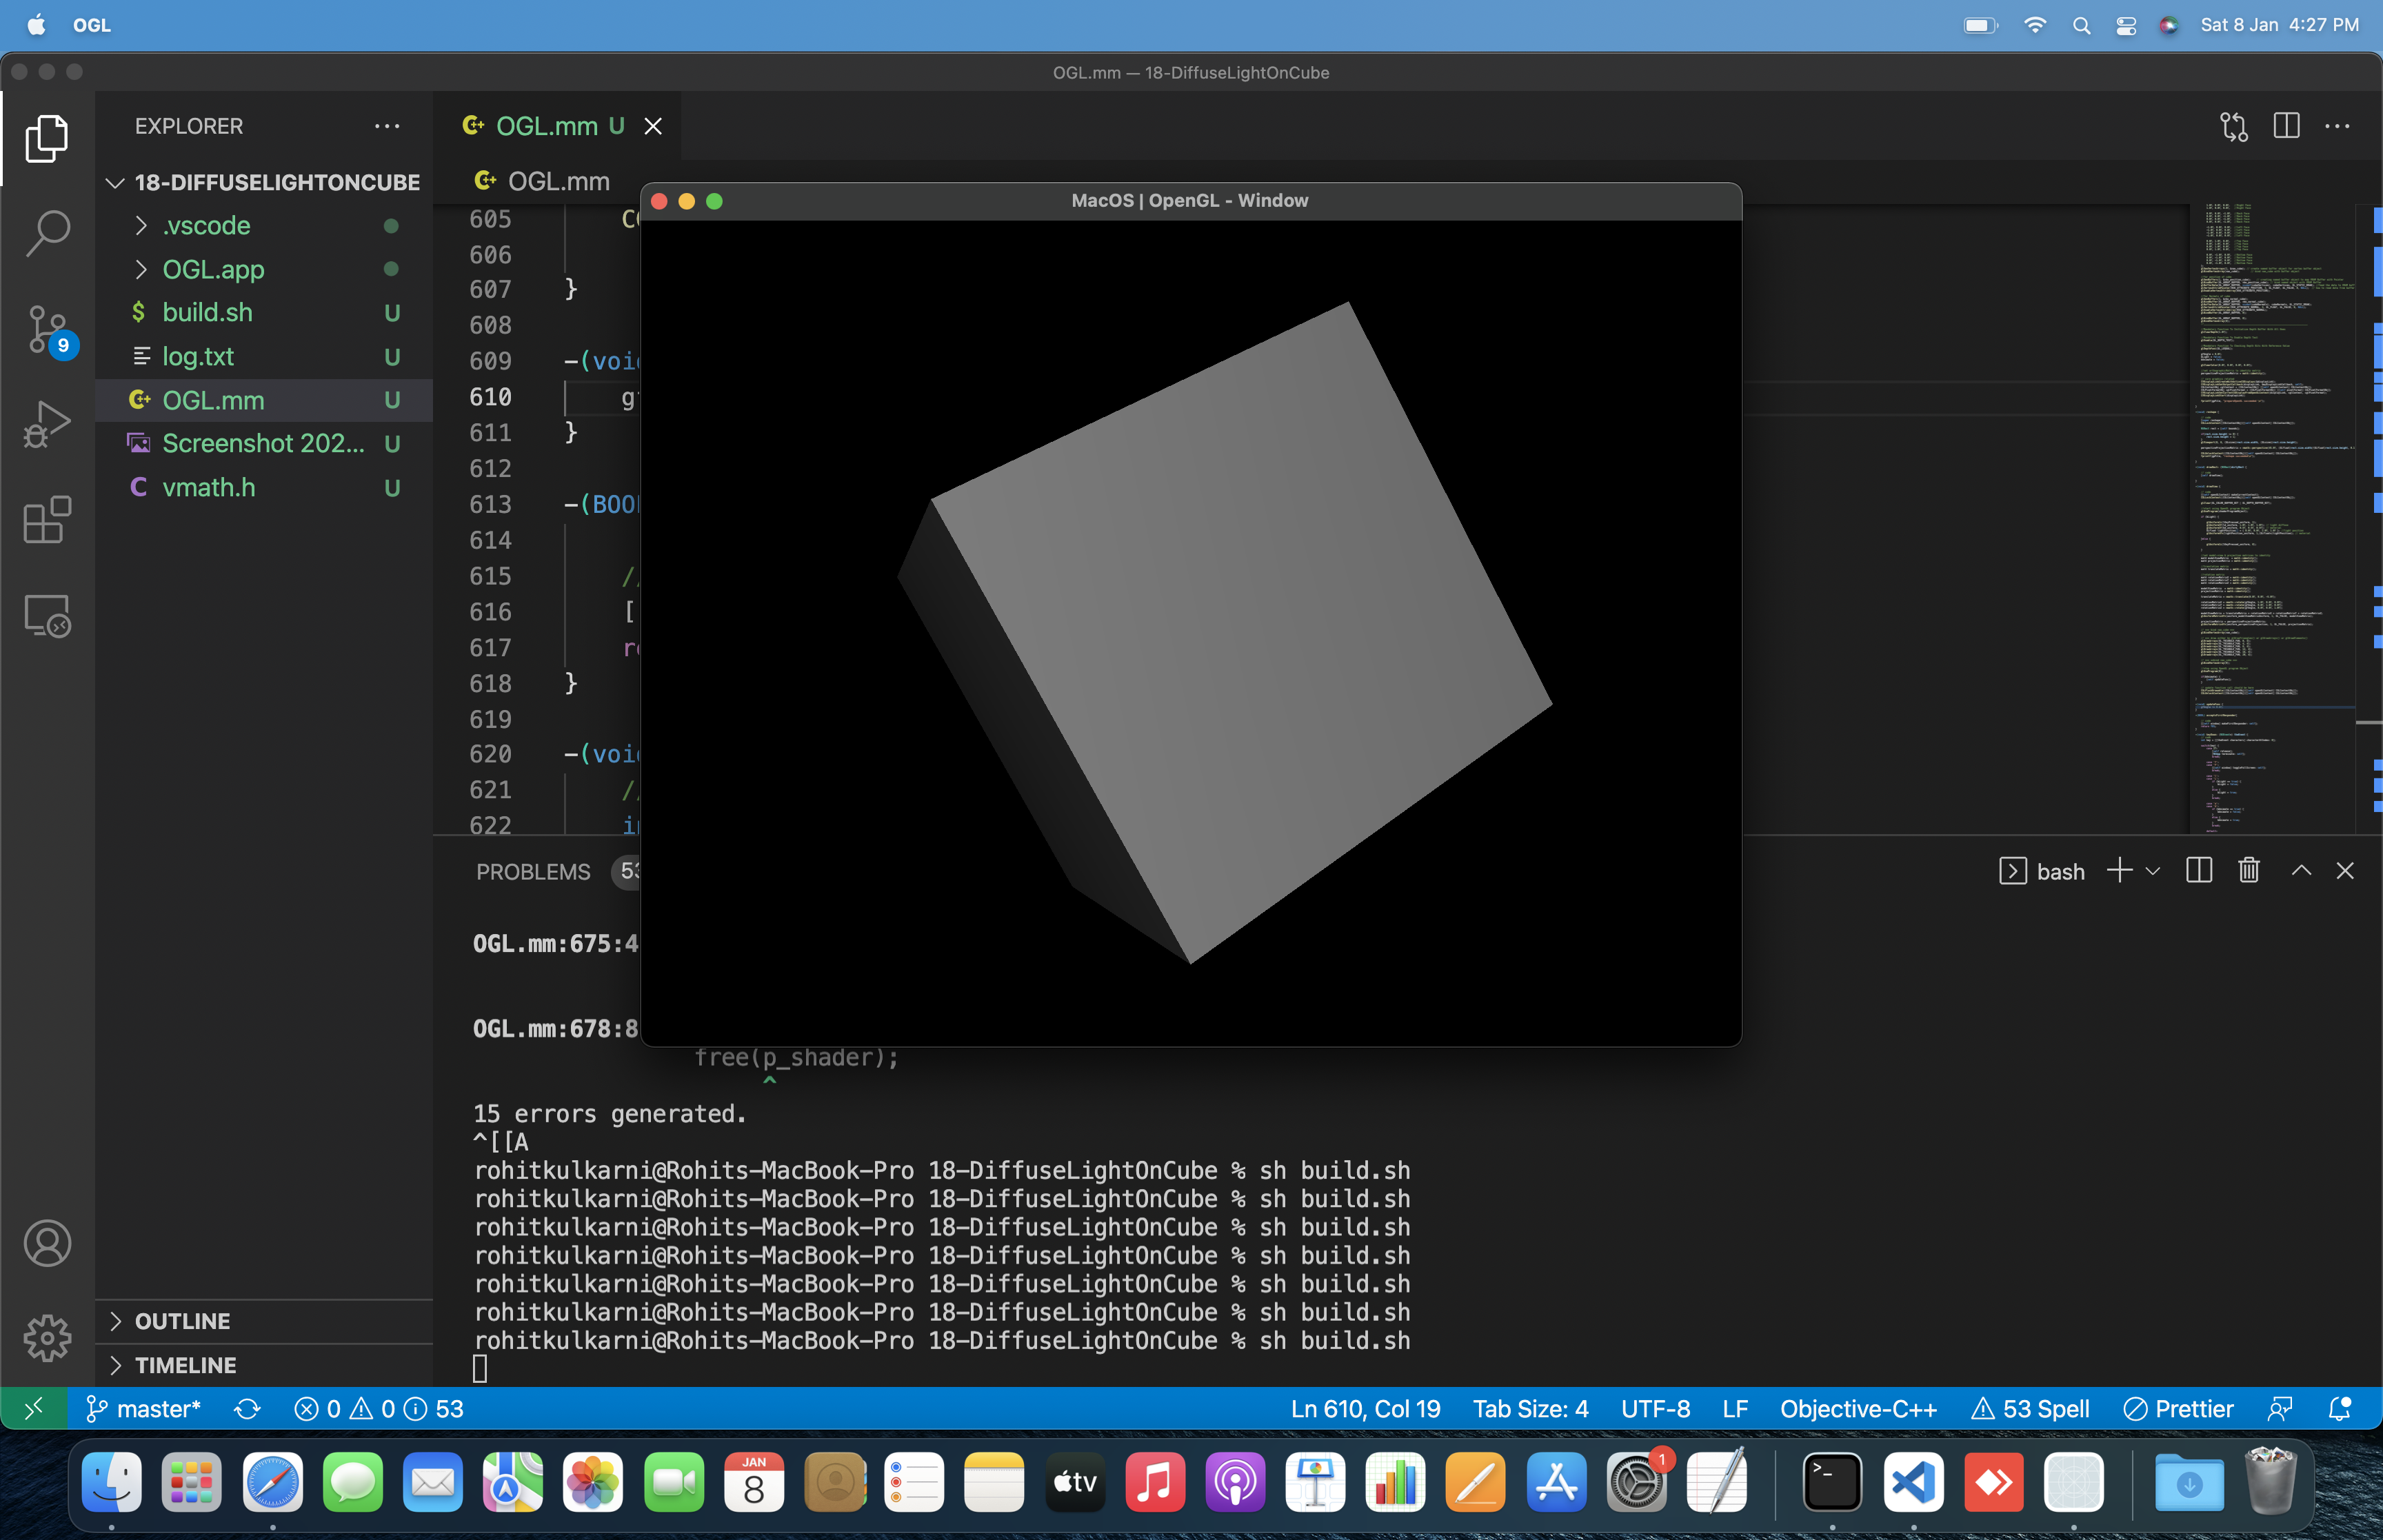 OGL
Sat 8 Jan 4:27 PM
OGL.mm — 18-DiffuseLightOnCube
EXPLORER
18-DIFFUSELIGHTONCUBE
.vscode
OGL.app
$ build.sh U
log.txt U
OGL.mm U
Screenshot 202... U
C vmath.h U
9
OUTLINE
TIMELINE
OGL.mm U
OGL.mm
605
606
607 }
608
609 -(void
610
611 }
612
613 -(BOOL
614
615 //
616 [
617 re
618 }
619
620 -(void
621 //
622 in
MacOS | OpenGL - Window
PROBLEMS 53
bash
OGL.mm:675:4
OGL.mm:678:8
free(p_shader);
^
15 errors generated.
^[[A
rohitkulkarni@Rohits-MacBook-Pro 18-DiffuseLightOnCube % sh build.sh
rohitkulkarni@Rohits-MacBook-Pro 18-DiffuseLightOnCube % sh build.sh
rohitkulkarni@Rohits-MacBook-Pro 18-DiffuseLightOnCube % sh build.sh
rohitkulkarni@Rohits-MacBook-Pro 18-DiffuseLightOnCube % sh build.sh
rohitkulkarni@Rohits-MacBook-Pro 18-DiffuseLightOnCube % sh build.sh
rohitkulkarni@Rohits-MacBook-Pro 18-DiffuseLightOnCube % sh build.sh
rohitkulkarni@Rohits-MacBook-Pro 18-DiffuseLightOnCube % sh build.sh
master* 0 0 53 Ln 610, Col 19 Tab Size: 4 UTF-8 LF Objective-C++ 53 Spell Prettier
JAN
8
tv
1
>_